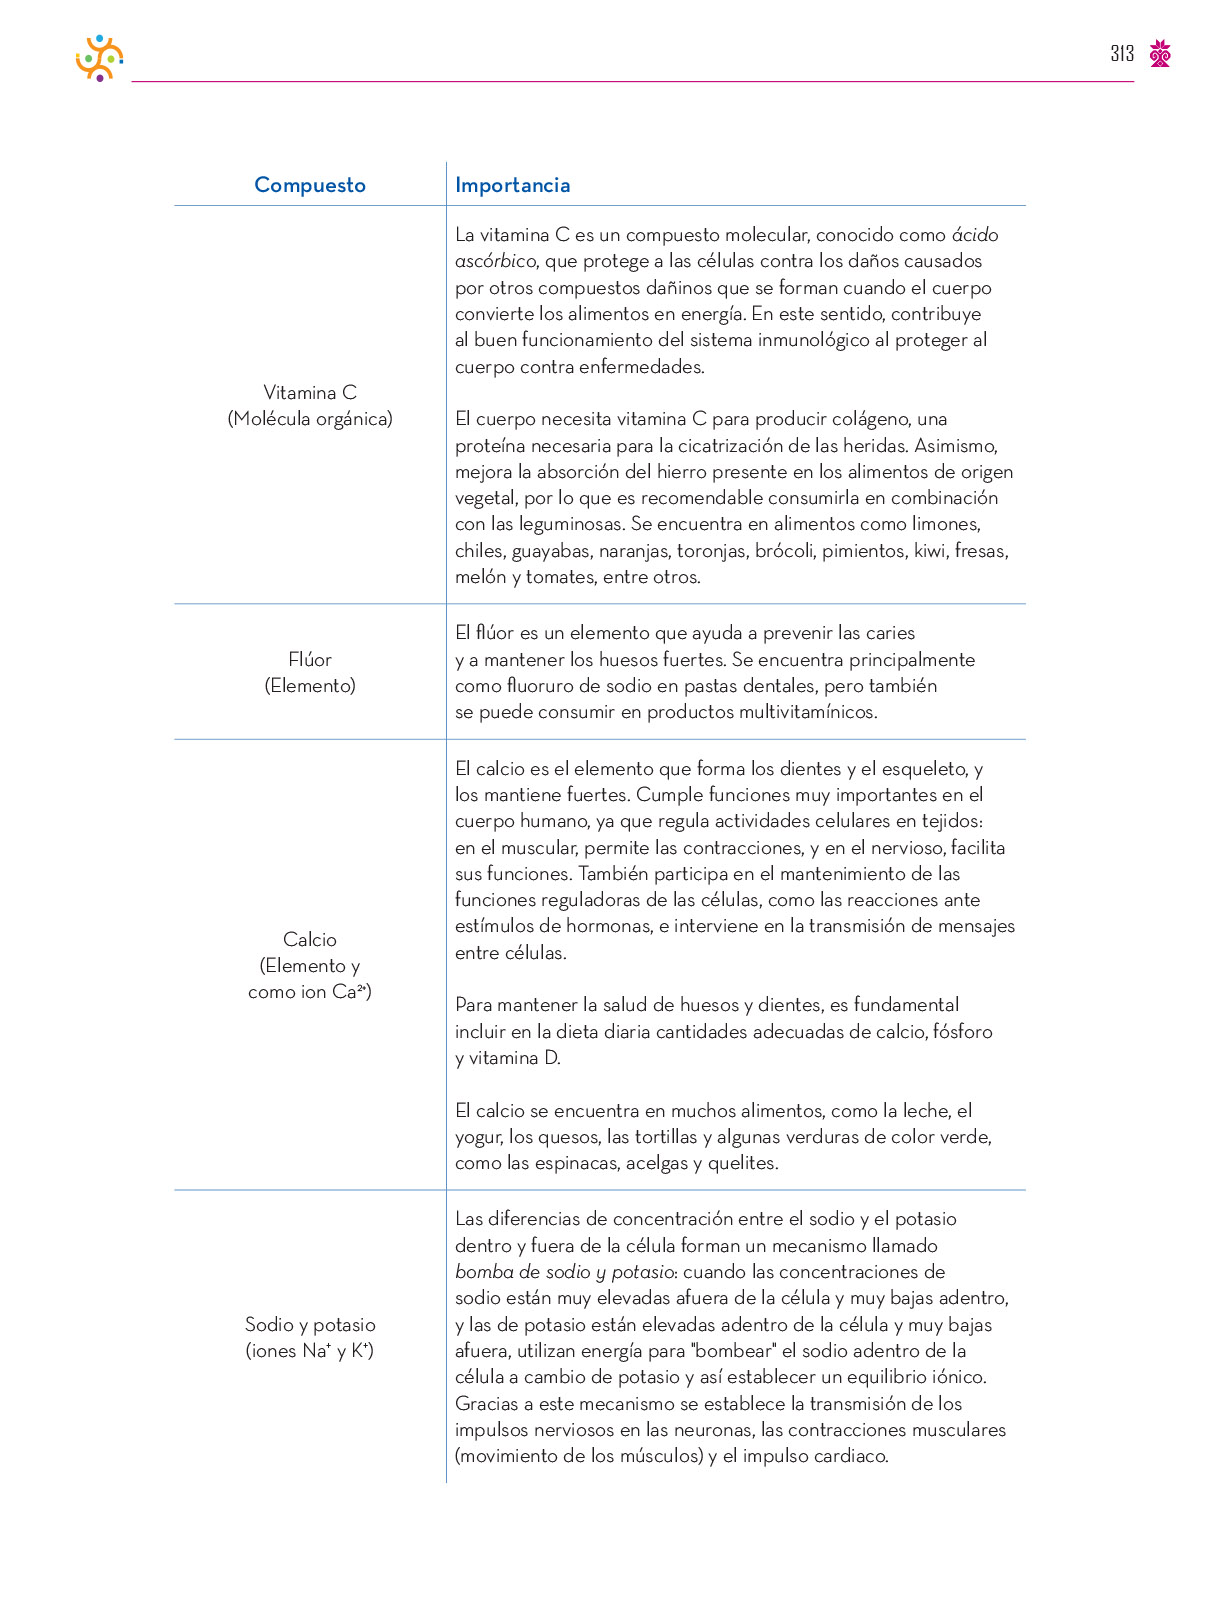 313
Compuesto
Importancia
Vitamina C
(Molécula orgánica)
La vitamina C es un compuesto molecular, conocido como ácido
ascórbico, que protege a las células contra los daños causados
por otros compuestos dañinos que se forman cuando el cuerpo
convierte los alimentos en energía. En este sentido, contribuye
al buen funcionamiento del sistema inmunológico al proteger al
cuerpo contra enfermedades.
El cuerpo necesita vitamina C para producir colágeno, una
proteína necesaria para la cicatrización de las heridas. Asimismo,
mejora la absorción del hierro presente en los alimentos de origen
vegetal, por lo que es recomendable consumirla en combinación
con las leguminosas. Se encuentra en alimentos como limones,
chiles, guayabas, naranjas, toronjas, brócoli, pimientos, kiwi, fresas,
melón y tomates, entre otros.
Flúor
(Elemento)
El flúor es un elemento que ayuda a prevenir las caries
y a mantener los huesos fuertes. Se encuentra principalmente
como fluoruro de sodio en pastas dentales, pero también
se puede consumir en productos multivitamínicos.
Calcio
(Elemento y
como ion Ca²⁺)
El calcio es el elemento que forma los dientes y el esqueleto, y
los mantiene fuertes. Cumple funciones muy importantes en el
cuerpo humano, ya que regula actividades celulares en tejidos:
en el muscular, permite las contracciones, y en el nervioso, facilita
sus funciones. También participa en el mantenimiento de las
funciones reguladoras de las células, como las reacciones ante
estímulos de hormonas, e interviene en la transmisión de mensajes
entre células.
Para mantener la salud de huesos y dientes, es fundamental
incluir en la dieta diaria cantidades adecuadas de calcio, fósforo
y vitamina D.
El calcio se encuentra en muchos alimentos, como la leche, el
yogur, los quesos, las tortillas y algunas verduras de color verde,
como las espinacas, acelgas y quelites.
Sodio y potasio
(iones Na⁺ y K⁺)
Las diferencias de concentración entre el sodio y el potasio
dentro y fuera de la célula forman un mecanismo llamado
bomba de sodio y potasio: cuando las concentraciones de
sodio están muy elevadas afuera de la célula y muy bajas adentro,
y las de potasio están elevadas adentro de la célula y muy bajas
afuera, utilizan energía para "bombear" el sodio adentro de la
célula a cambio de potasio y así establecer un equilibrio iónico.
Gracias a este mecanismo se establece la transmisión de los
impulsos nerviosos en las neuronas, las contracciones musculares
(movimiento de los músculos) y el impulso cardiaco.